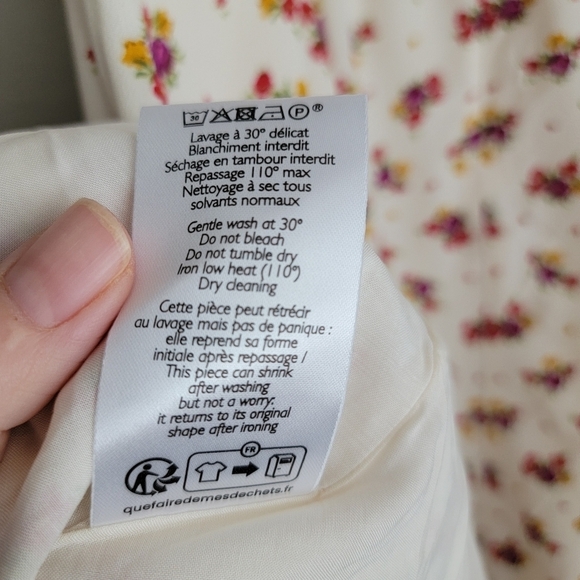 30 P ®
Lavage à 30° délicat
Blanchiment interdit
Séchage en tambour interdit
Repassage 110° max
Nettoyage à sec tous
solvants normaux
Gentle wash at 30°
Do not bleach
Do not tumble dry
Iron low heat (110°)
Dry cleaning
Cette pièce peut rétrécir
au lavage mais pas de panique :
elle reprend sa forme
initiale après repassage /
This piece can shrink
after washing
but not a worry:
it returns to its original
shape after ironing
FR
quefairedemesdechets.fr